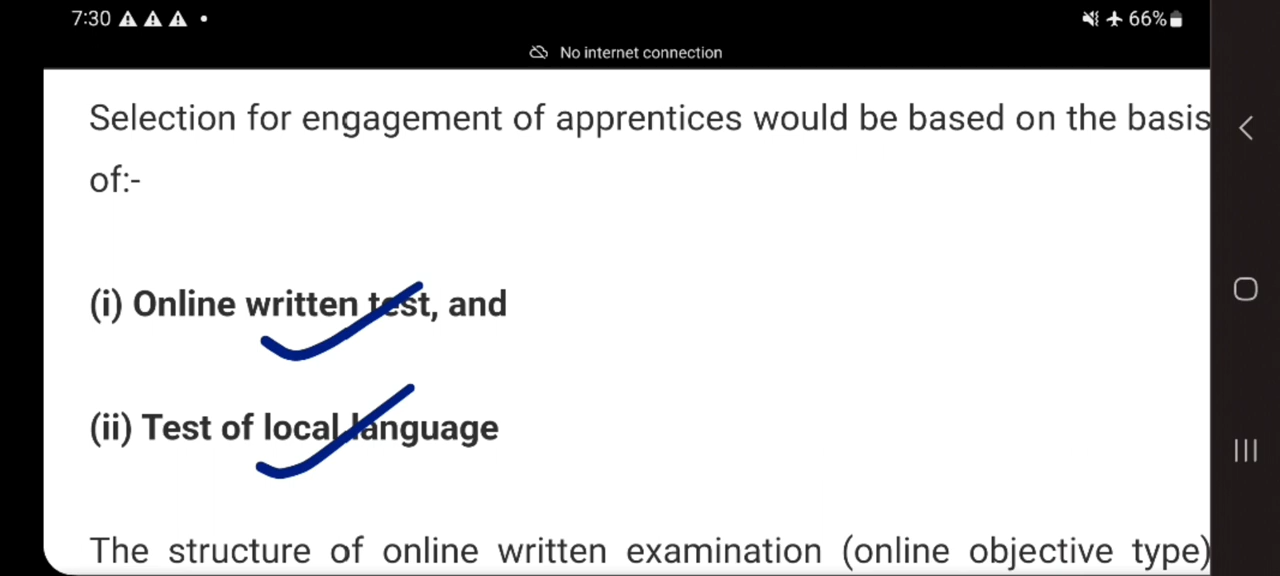 7:30
66%
No internet connection
Selection for engagement of apprentices would be based on the basis
of:-
(i) Online written test, and
(ii) Test of local language
The structure of online written examination (online objective type)